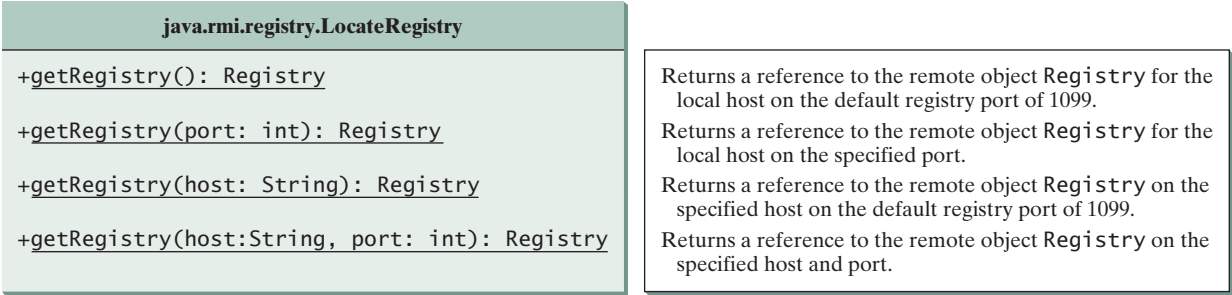 java.rmi.registry.LocateRegistry
+getRegistry(): Registry
+getRegistry(port: int): Registry
+getRegistry(host: String): Registry
+getRegistry(host:String, port: int): Registry
Returns a reference to the remote object Registry for the
local host on the default registry port of 1099.
Returns a reference to the remote object Registry for the
local host on the specified port.
Returns a reference to the remote object Registry on the
specified host on the default registry port of 1099.
Returns a reference to the remote object Registry on the
specified host and port.